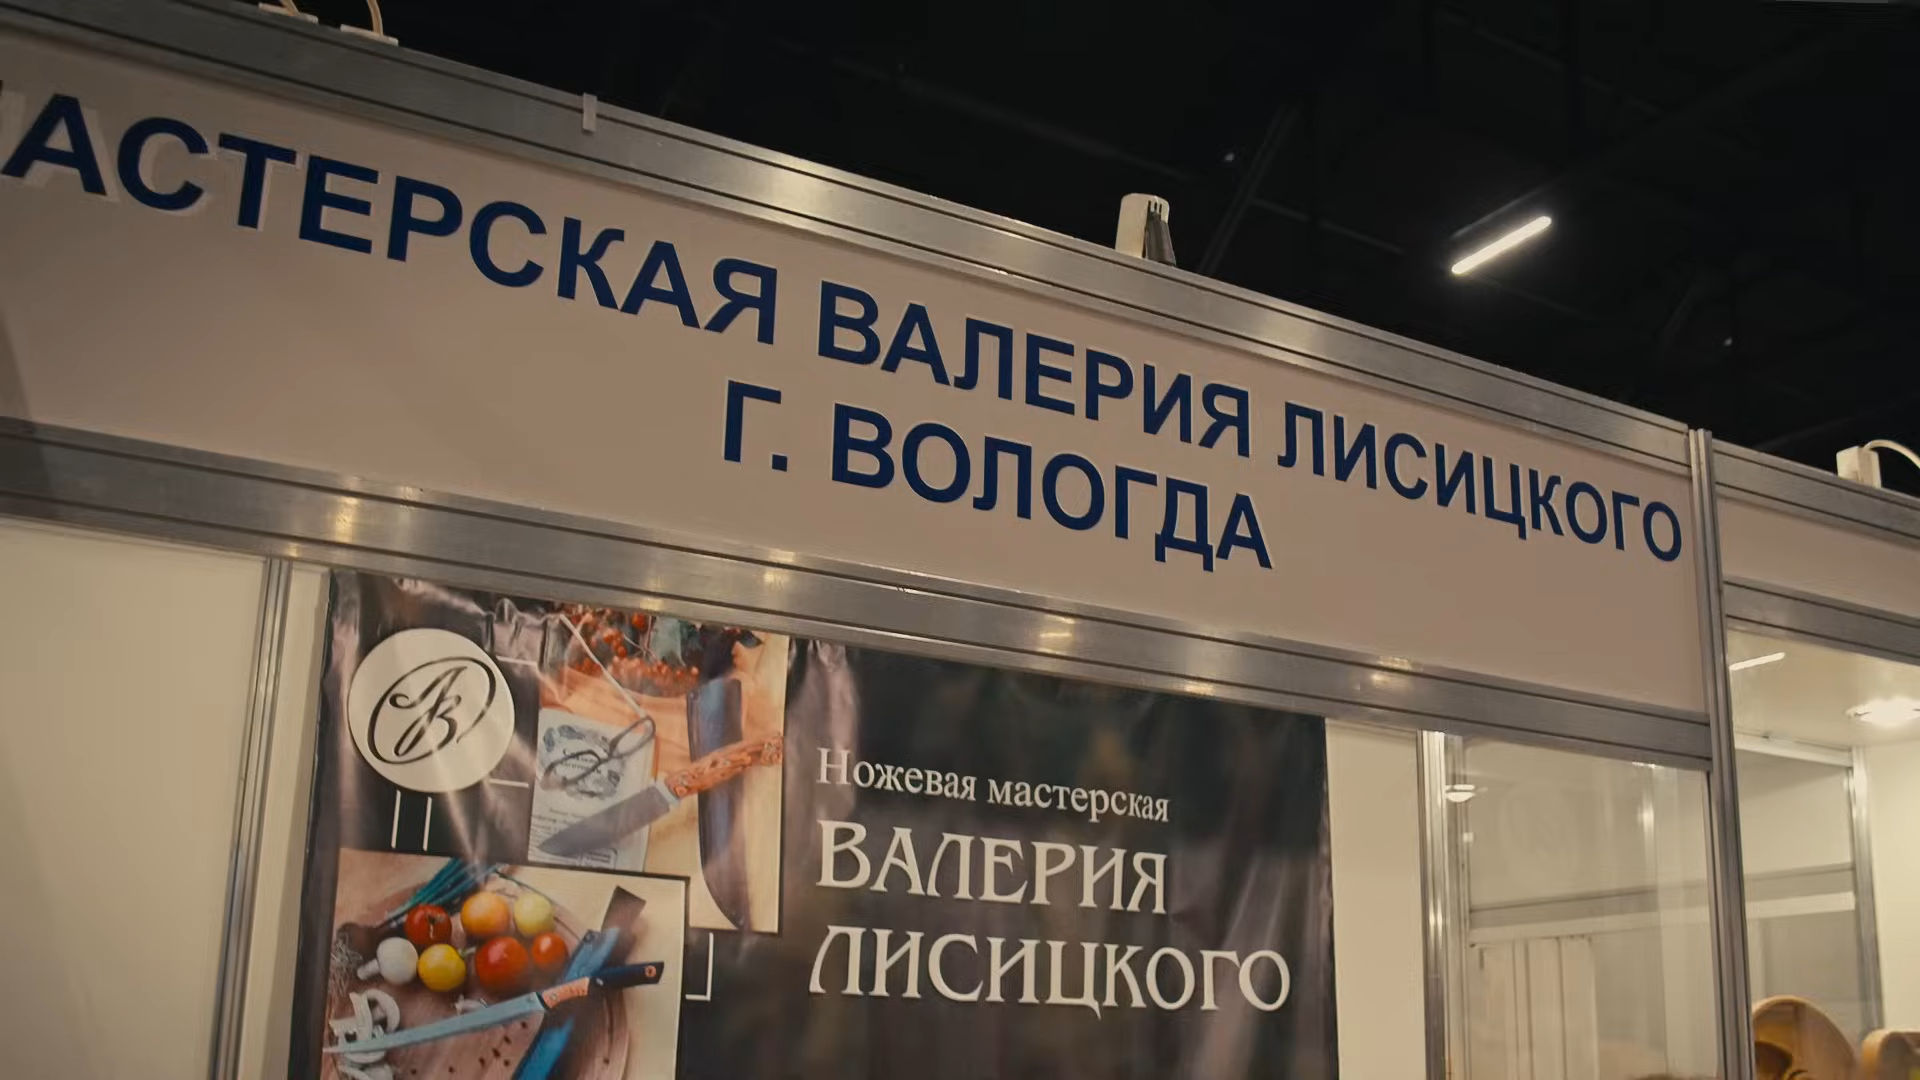 АСТЕРСКАЯ ВАЛЕРИЯ ЛИСИЦКОГО
Г. ВОЛОГДА
Ножевая мастерская
ВАЛЕРИЯ
ЛИСИЦКОГО